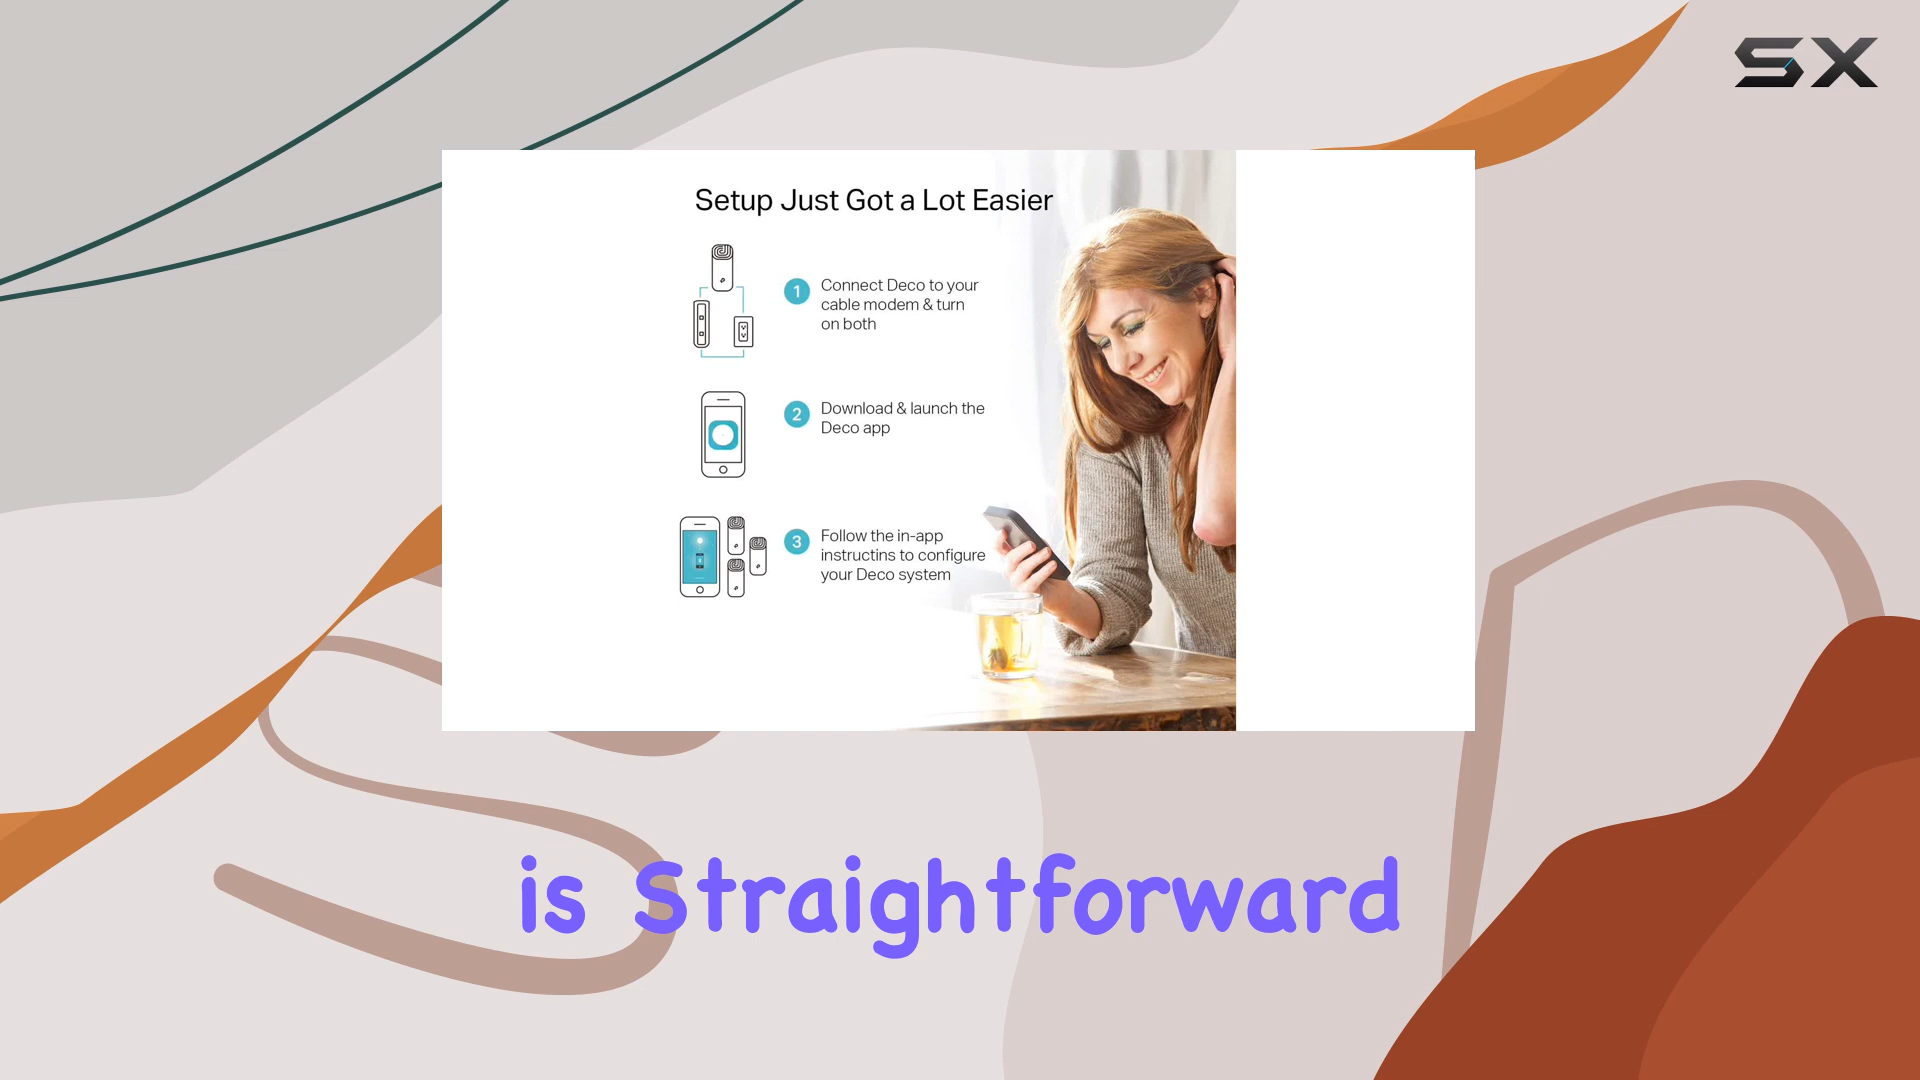 SX
Setup Just Got a Lot Easier
1 Connect Deco to your
cable modem & turn
on both
2 Download & launch the
Deco app
3 Follow the in-app
instructins to configure
your Deco system
is Straightforward